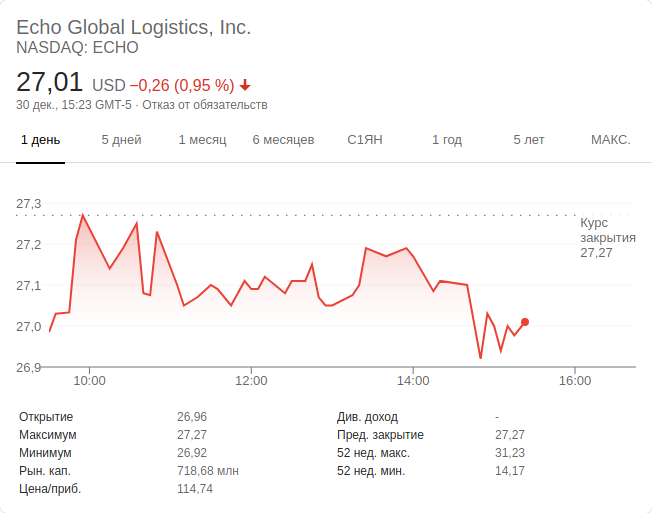 Echo Global Logistics, Inc.
NASDAQ: ECHO
27,01 USD −0,26 (0,95 %)
30 дек., 15:23 GMT-5 · Отказ от обязательств
1 день 5 дней 1 месяц 6 месяцев С1ЯН 1 год 5 лет МАКС.
27,3
Курс
закрытия
27,27
27,2
27,1
27,0
26,9
10:00 12:00 14:00 16:00
Открытие 26,96 Див. доход -
Максимум 27,27 Пред. закрытие 27,27
Минимум 26,92 52 нед. макс. 31,23
Рын. кап. 718,68 млн 52 нед. мин. 14,17
Цена/приб. 114,74